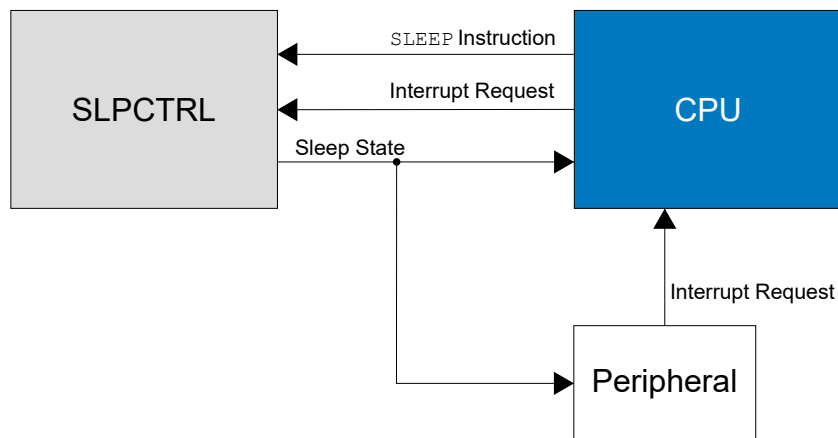 SLEEP Instruction
Interrupt Request
SLPCTRL
CPU
Sleep State
Interrupt Request
Peripheral